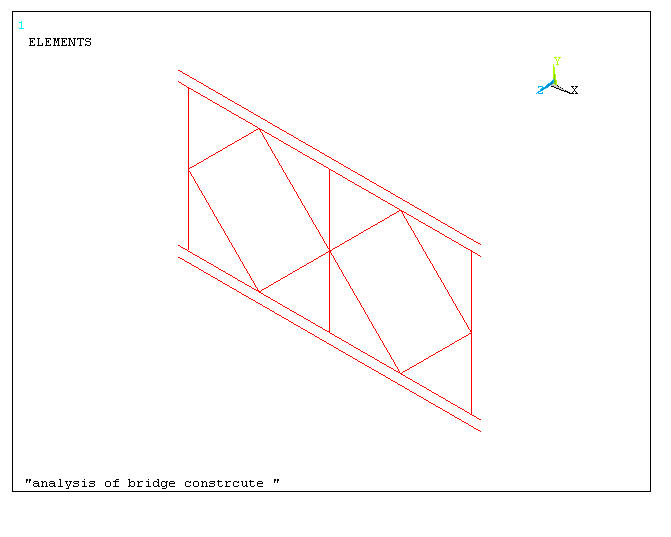 1
ELEMENTS
Y
Z
X
"analysis of bridge constrcute "